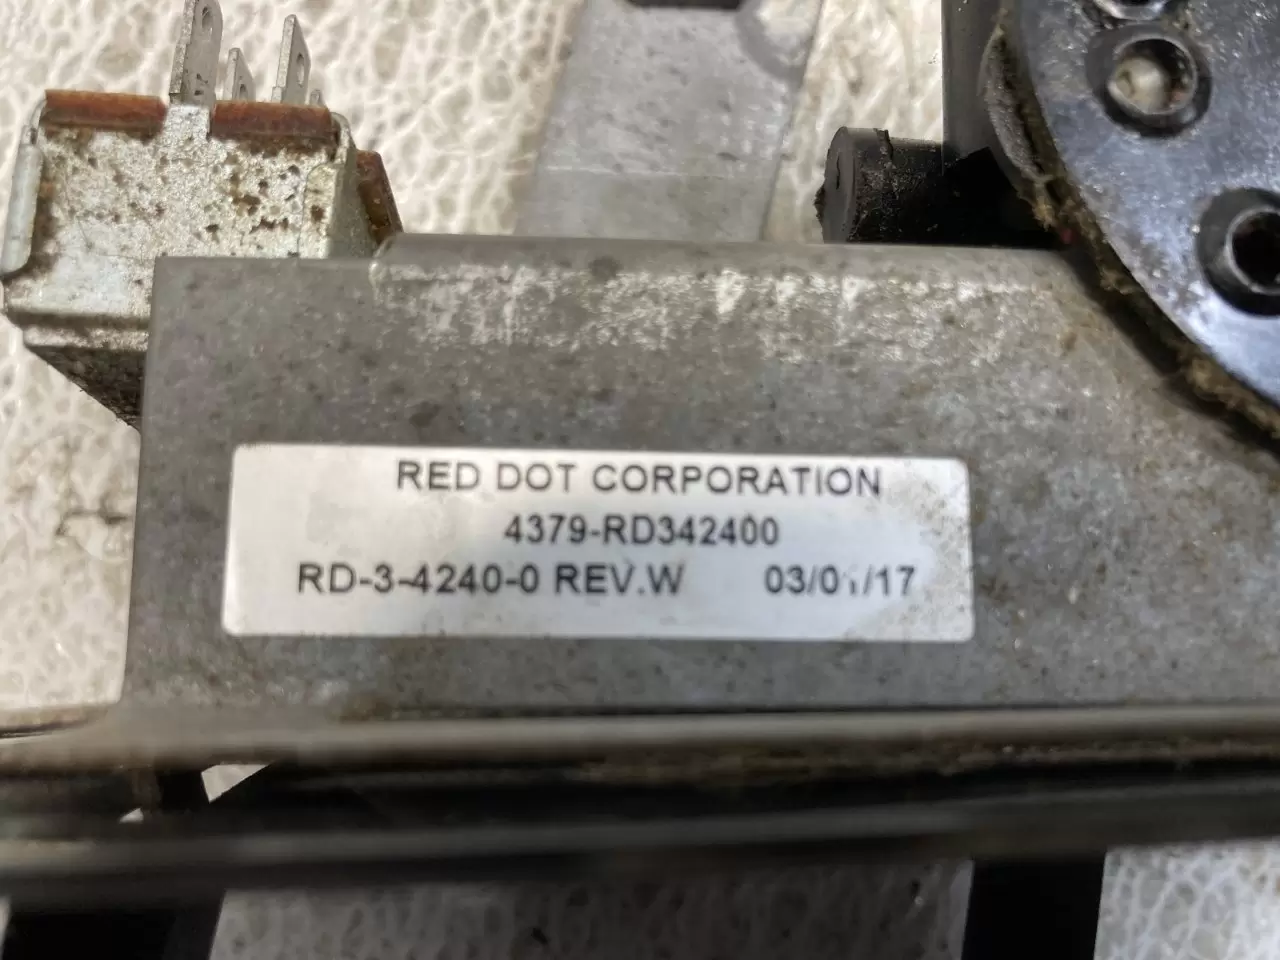 RED DOT CORPORATION
4379-RD342400
RD-3-4240-0 REV.W